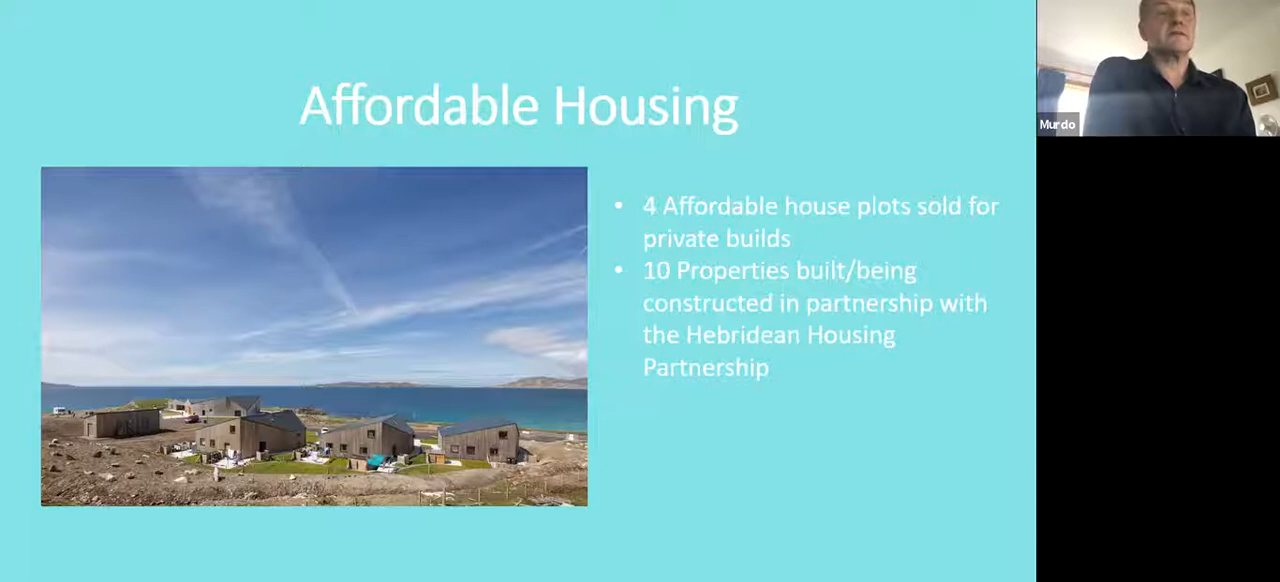 Affordable Housing
• 4 Affordable house plots sold for
private builds
• 10 Properties built/being
constructed in partnership with
the Hebridean Housing
Partnership
Murdo